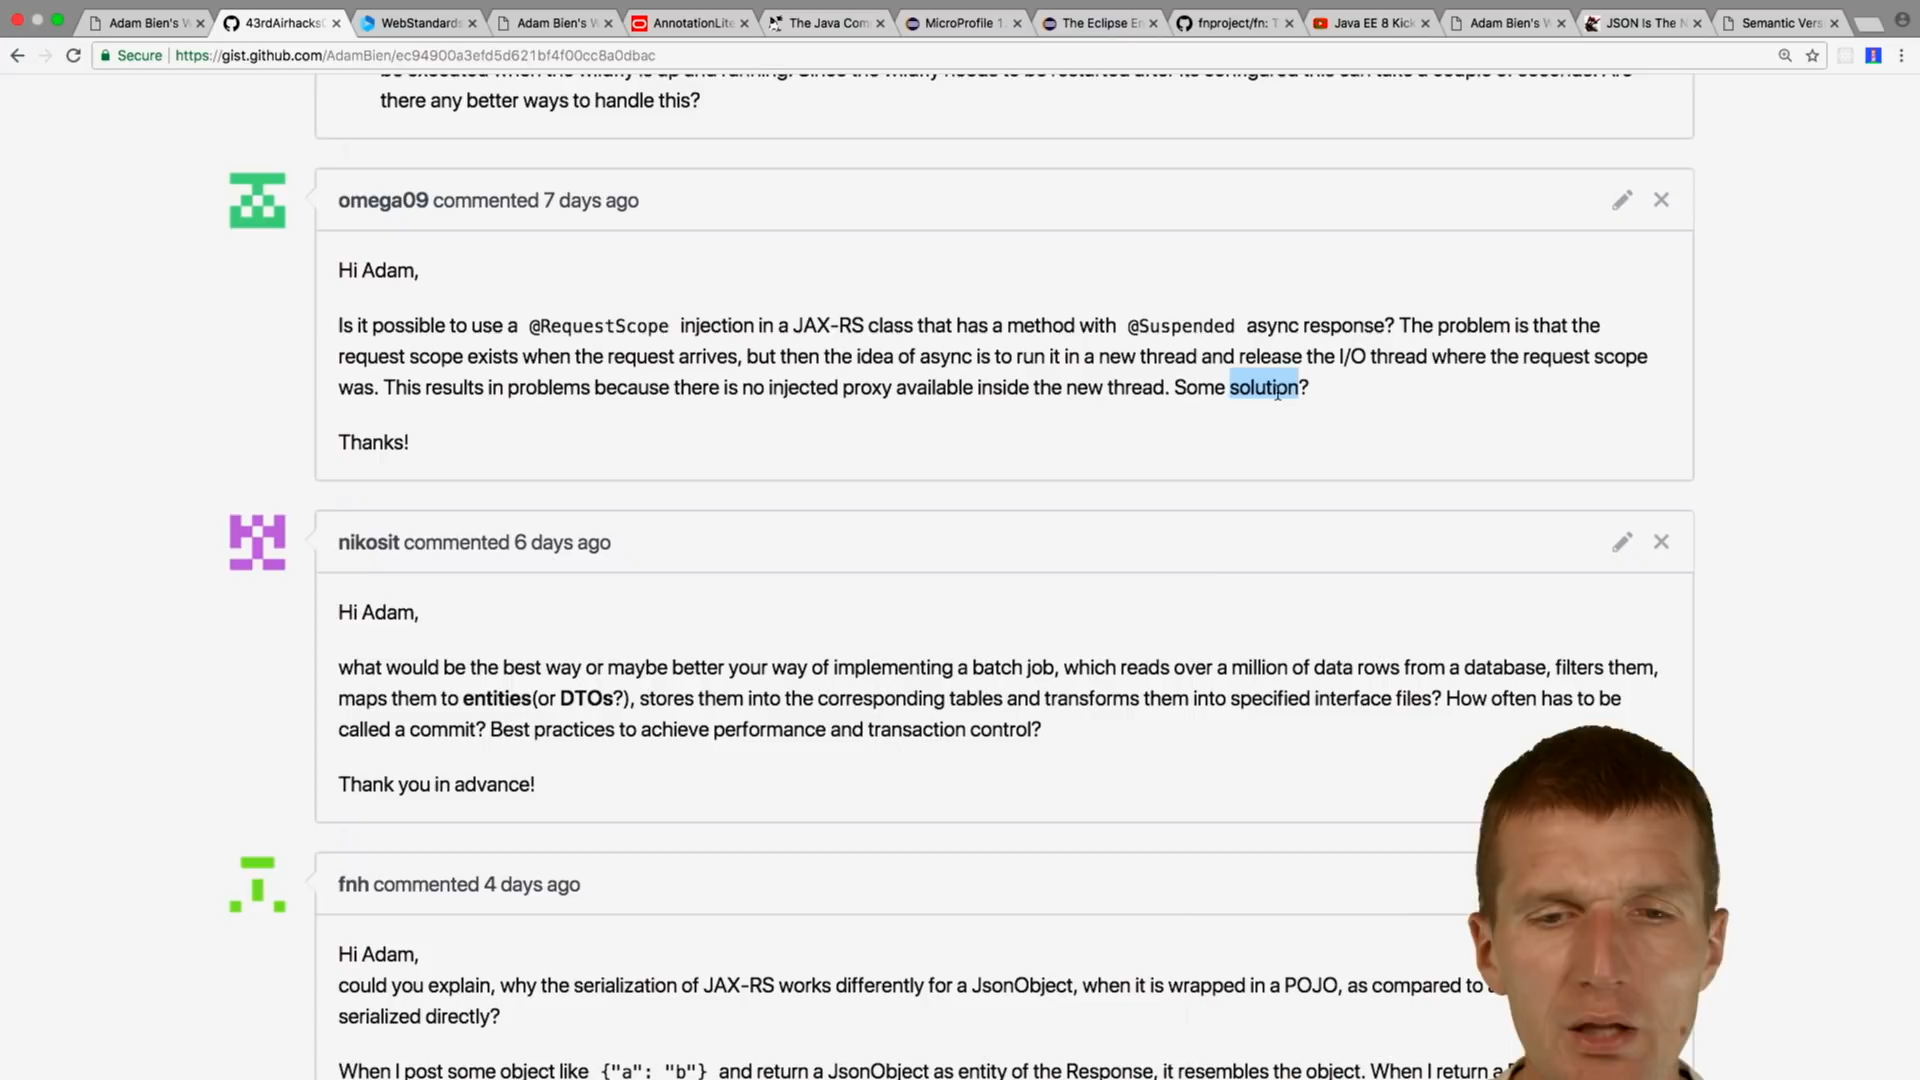 Adam Bien's W
43rdAirhacks
WebStandards
Adam Bien's W
AnnotationLite
The Java Com
MicroProfile 1.
The Eclipse En
fnproject/fn: T
Java EE 8 Kick
Adam Bien's W
JSON Is The N
Semantic Vers
Secure https://gist.github.com/AdamBien/ec94900a3efd5d621bf4f00cc8a0dbac
there any better ways to handle this?
omega09 commented 7 days ago
Hi Adam,
Is it possible to use a @RequestScope injection in a JAX-RS class that has a method with @Suspended async response? The problem is that the
request scope exists when the request arrives, but then the idea of async is to run it in a new thread and release the I/O thread where the request scope
was. This results in problems because there is no injected proxy available inside the new thread. Some solution?
Thanks!
nikosit commented 6 days ago
Hi Adam,
what would be the best way or maybe better your way of implementing a batch job, which reads over a million of data rows from a database, filters them,
maps them to entities(or DTOs?), stores them into the corresponding tables and transforms them into specified interface files? How often has to be
called a commit? Best practices to achieve performance and transaction control?
Thank you in advance!
fnh commented 4 days ago
Hi Adam,
could you explain, why the serialization of JAX-RS works differently for a JsonObject, when it is wrapped in a POJO, as compared to
serialized directly?
When I post some object like {"a": "b"} and return a JsonObject as entity of the Response, it resembles the object. When I return a